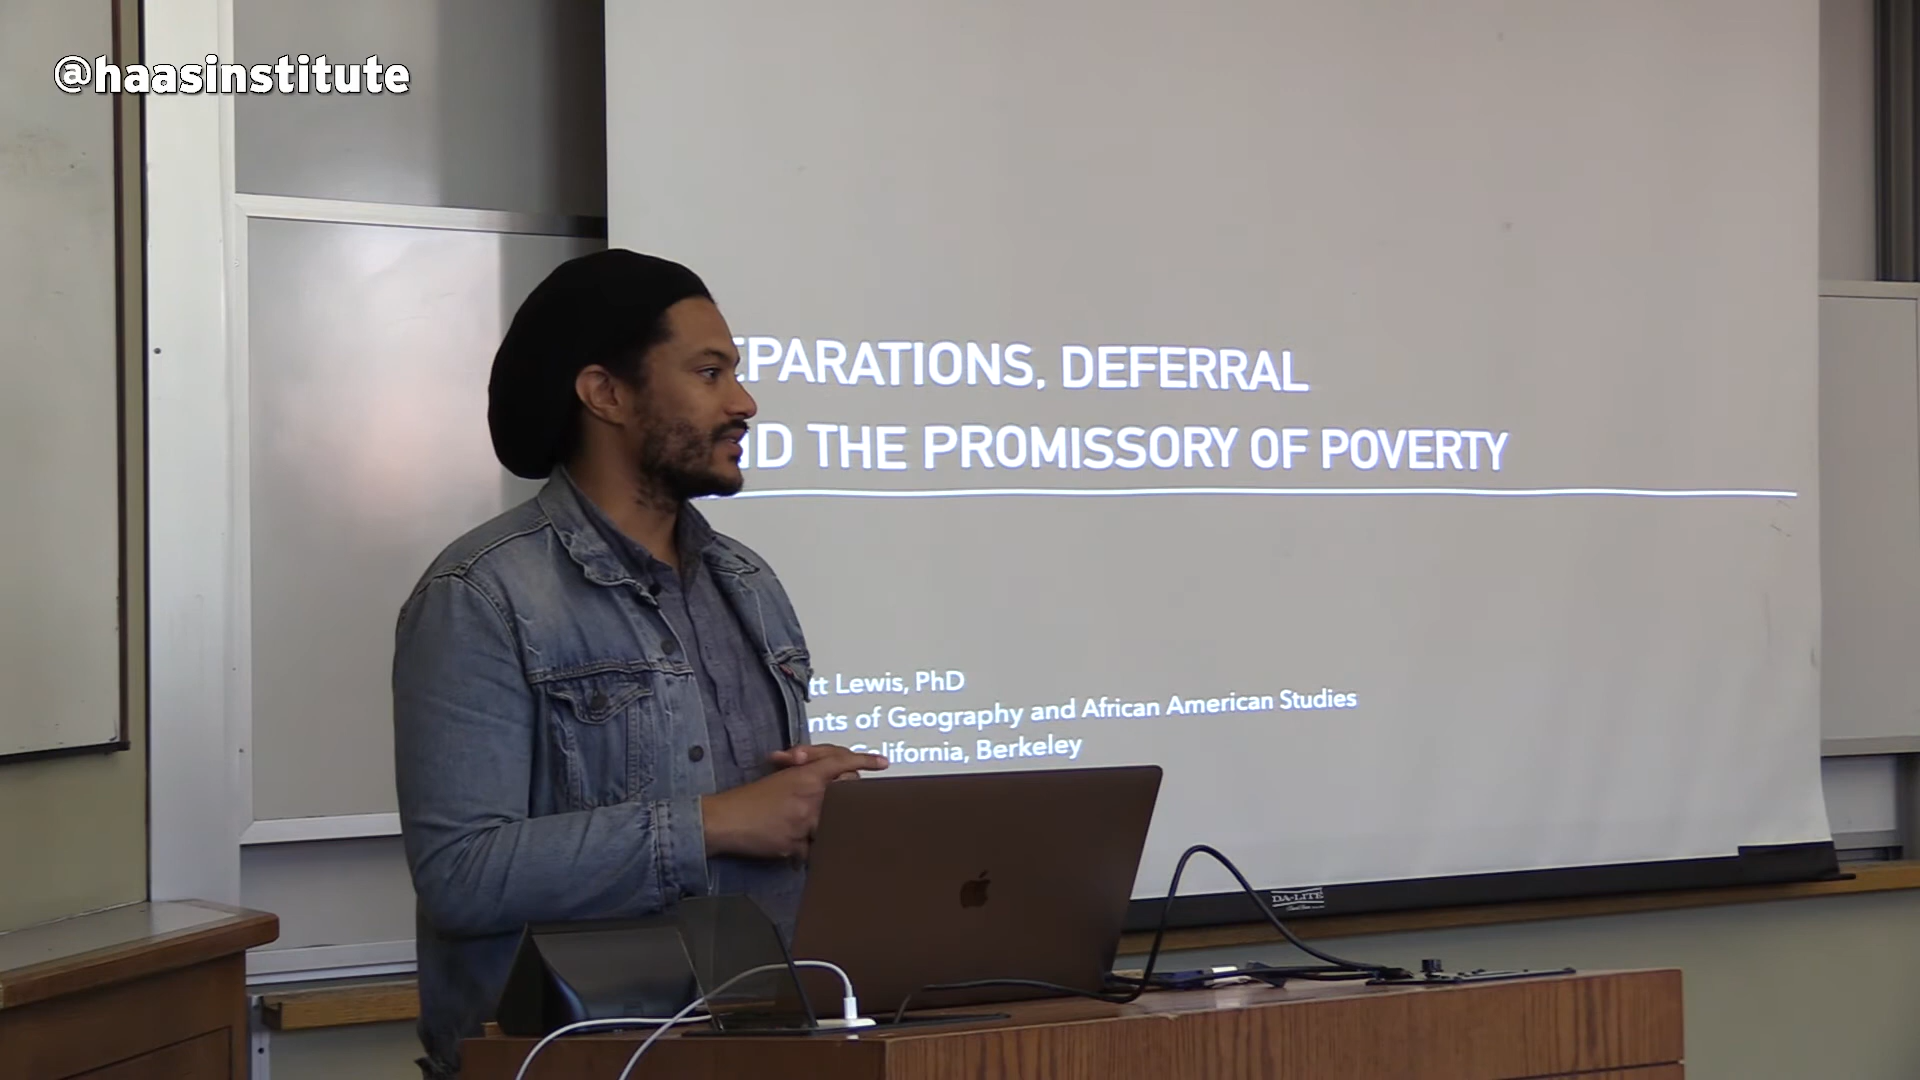 @haasinstitute
EPARATIONS, DEFERRAL
ND THE PROMISSORY OF POVERTY
tt Lewis, PhD
nts of Geography and African American Studies
California, Berkeley
DA-LITE